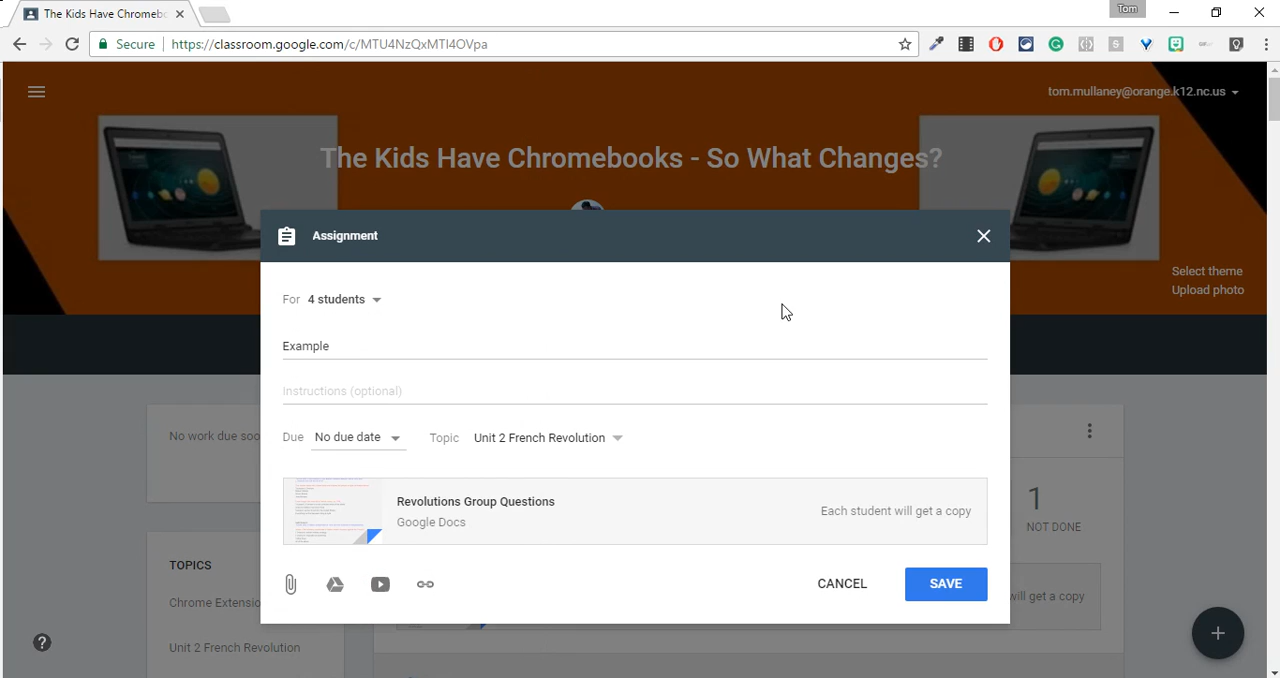 The Kids Have Chromeb
Tom
Secure
https://classroom.google.com/c/MTU4NzQxMTI4OVpa
tom.mullaney@orange.k12.nc.us
The Kids Have Chromebooks - So What Changes?
Select theme
Upload photo
Assignment
For 4 students
Example
Instructions (optional)
Due No due date Topic Unit 2 French Revolution
No work due soo
Revolutions Group Questions
Google Docs
Each student will get a copy
1
NOT DONE
TOPICS
Chrome Extensio
Unit 2 French Revolution
CANCEL
SAVE
will get a copy